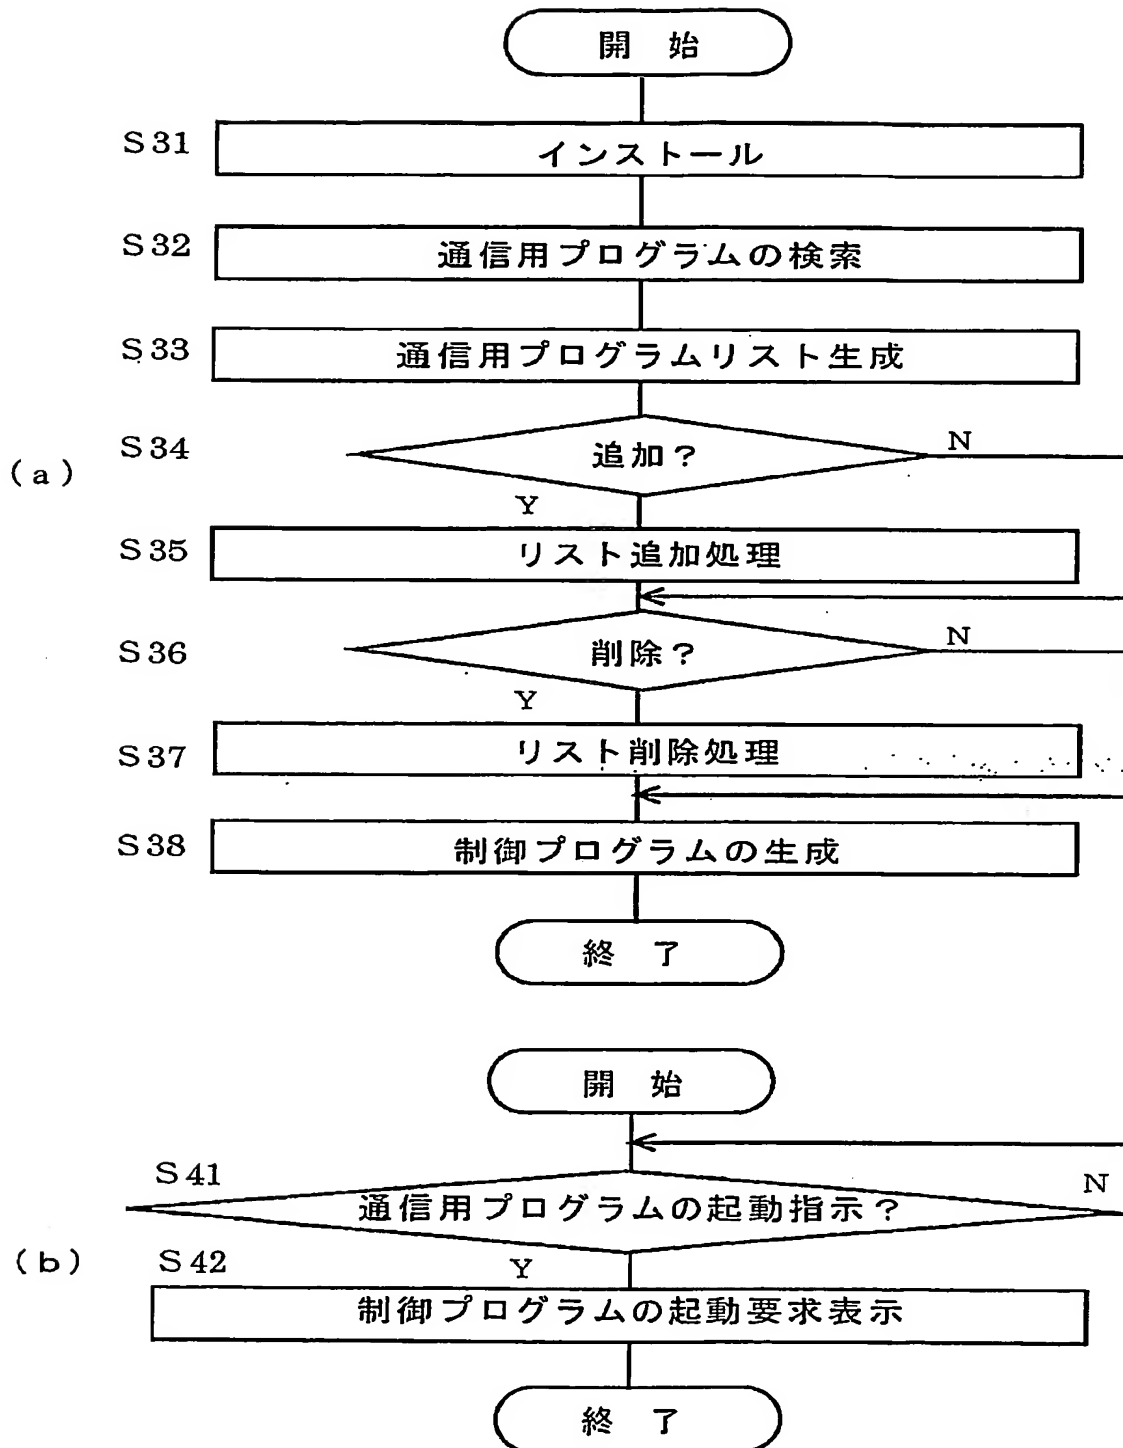 開 始
S31
インストール
S32
通信用プログラムの検索
S33
通信用プログラムリスト生成
S34
追加?
N
(a)
Y
S35
リスト追加処理
S36
削除?
N
Y
S37
リスト削除処理
S38
制御プログラムの生成
終 了
開 始
S41
通信用プログラムの起動指示?
N
(b)
S42
Y
制御プログラムの起動要求表示
終 了